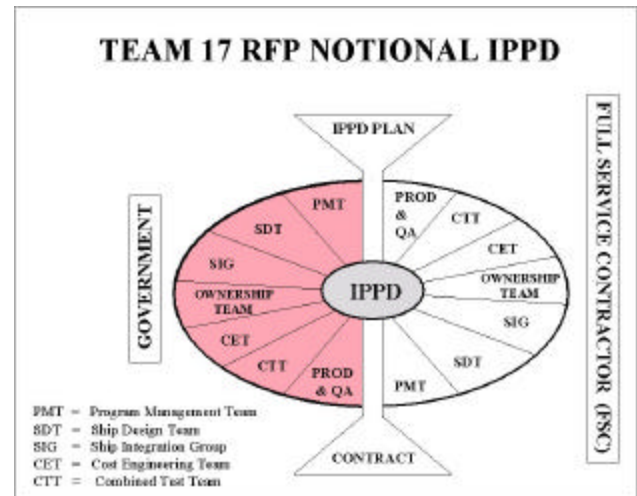 TEAM 17 RFP NOTIONAL IPPD
IPPD PLAN
GOVERNMENT
PMT
SDT
SIG
OWNERSHIP
TEAM
CET
CTT
PROD
& QA
IPPD
PROD
&
QA
CTT
CET
OWNERSHIP
TEAM
SIG
SDT
PMT
FULL SERVICE CONTRACTOR (FSC)
CONTRACT
PMT = Program Management Team
SDT = Ship Design Team
SIG = Ship Integration Group
CET = Cost Engineering Team
CTT = Combined Test Team